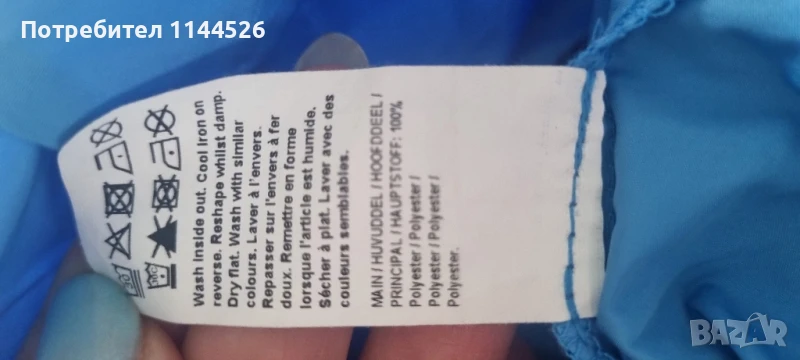 Потребител 1144526
30
Wash inside out. Cool iron on
reverse. Reshape whilst damp.
Dry flat. Wash with similar
colours. Laver à l'envers.
Repasser sur l'envers à fer
doux. Remettre en forme
lorsque l'article est humide.
Sécher à plat. Laver avec des
couleurs semblables.
MAIN / HUVUDDEL / HOOFDDEEL /
PRINCIPAL / HAUPTSTOFF: 100%
Polyester / Polyester /
Polyester / Polyester /
Polyester.
BAZAR